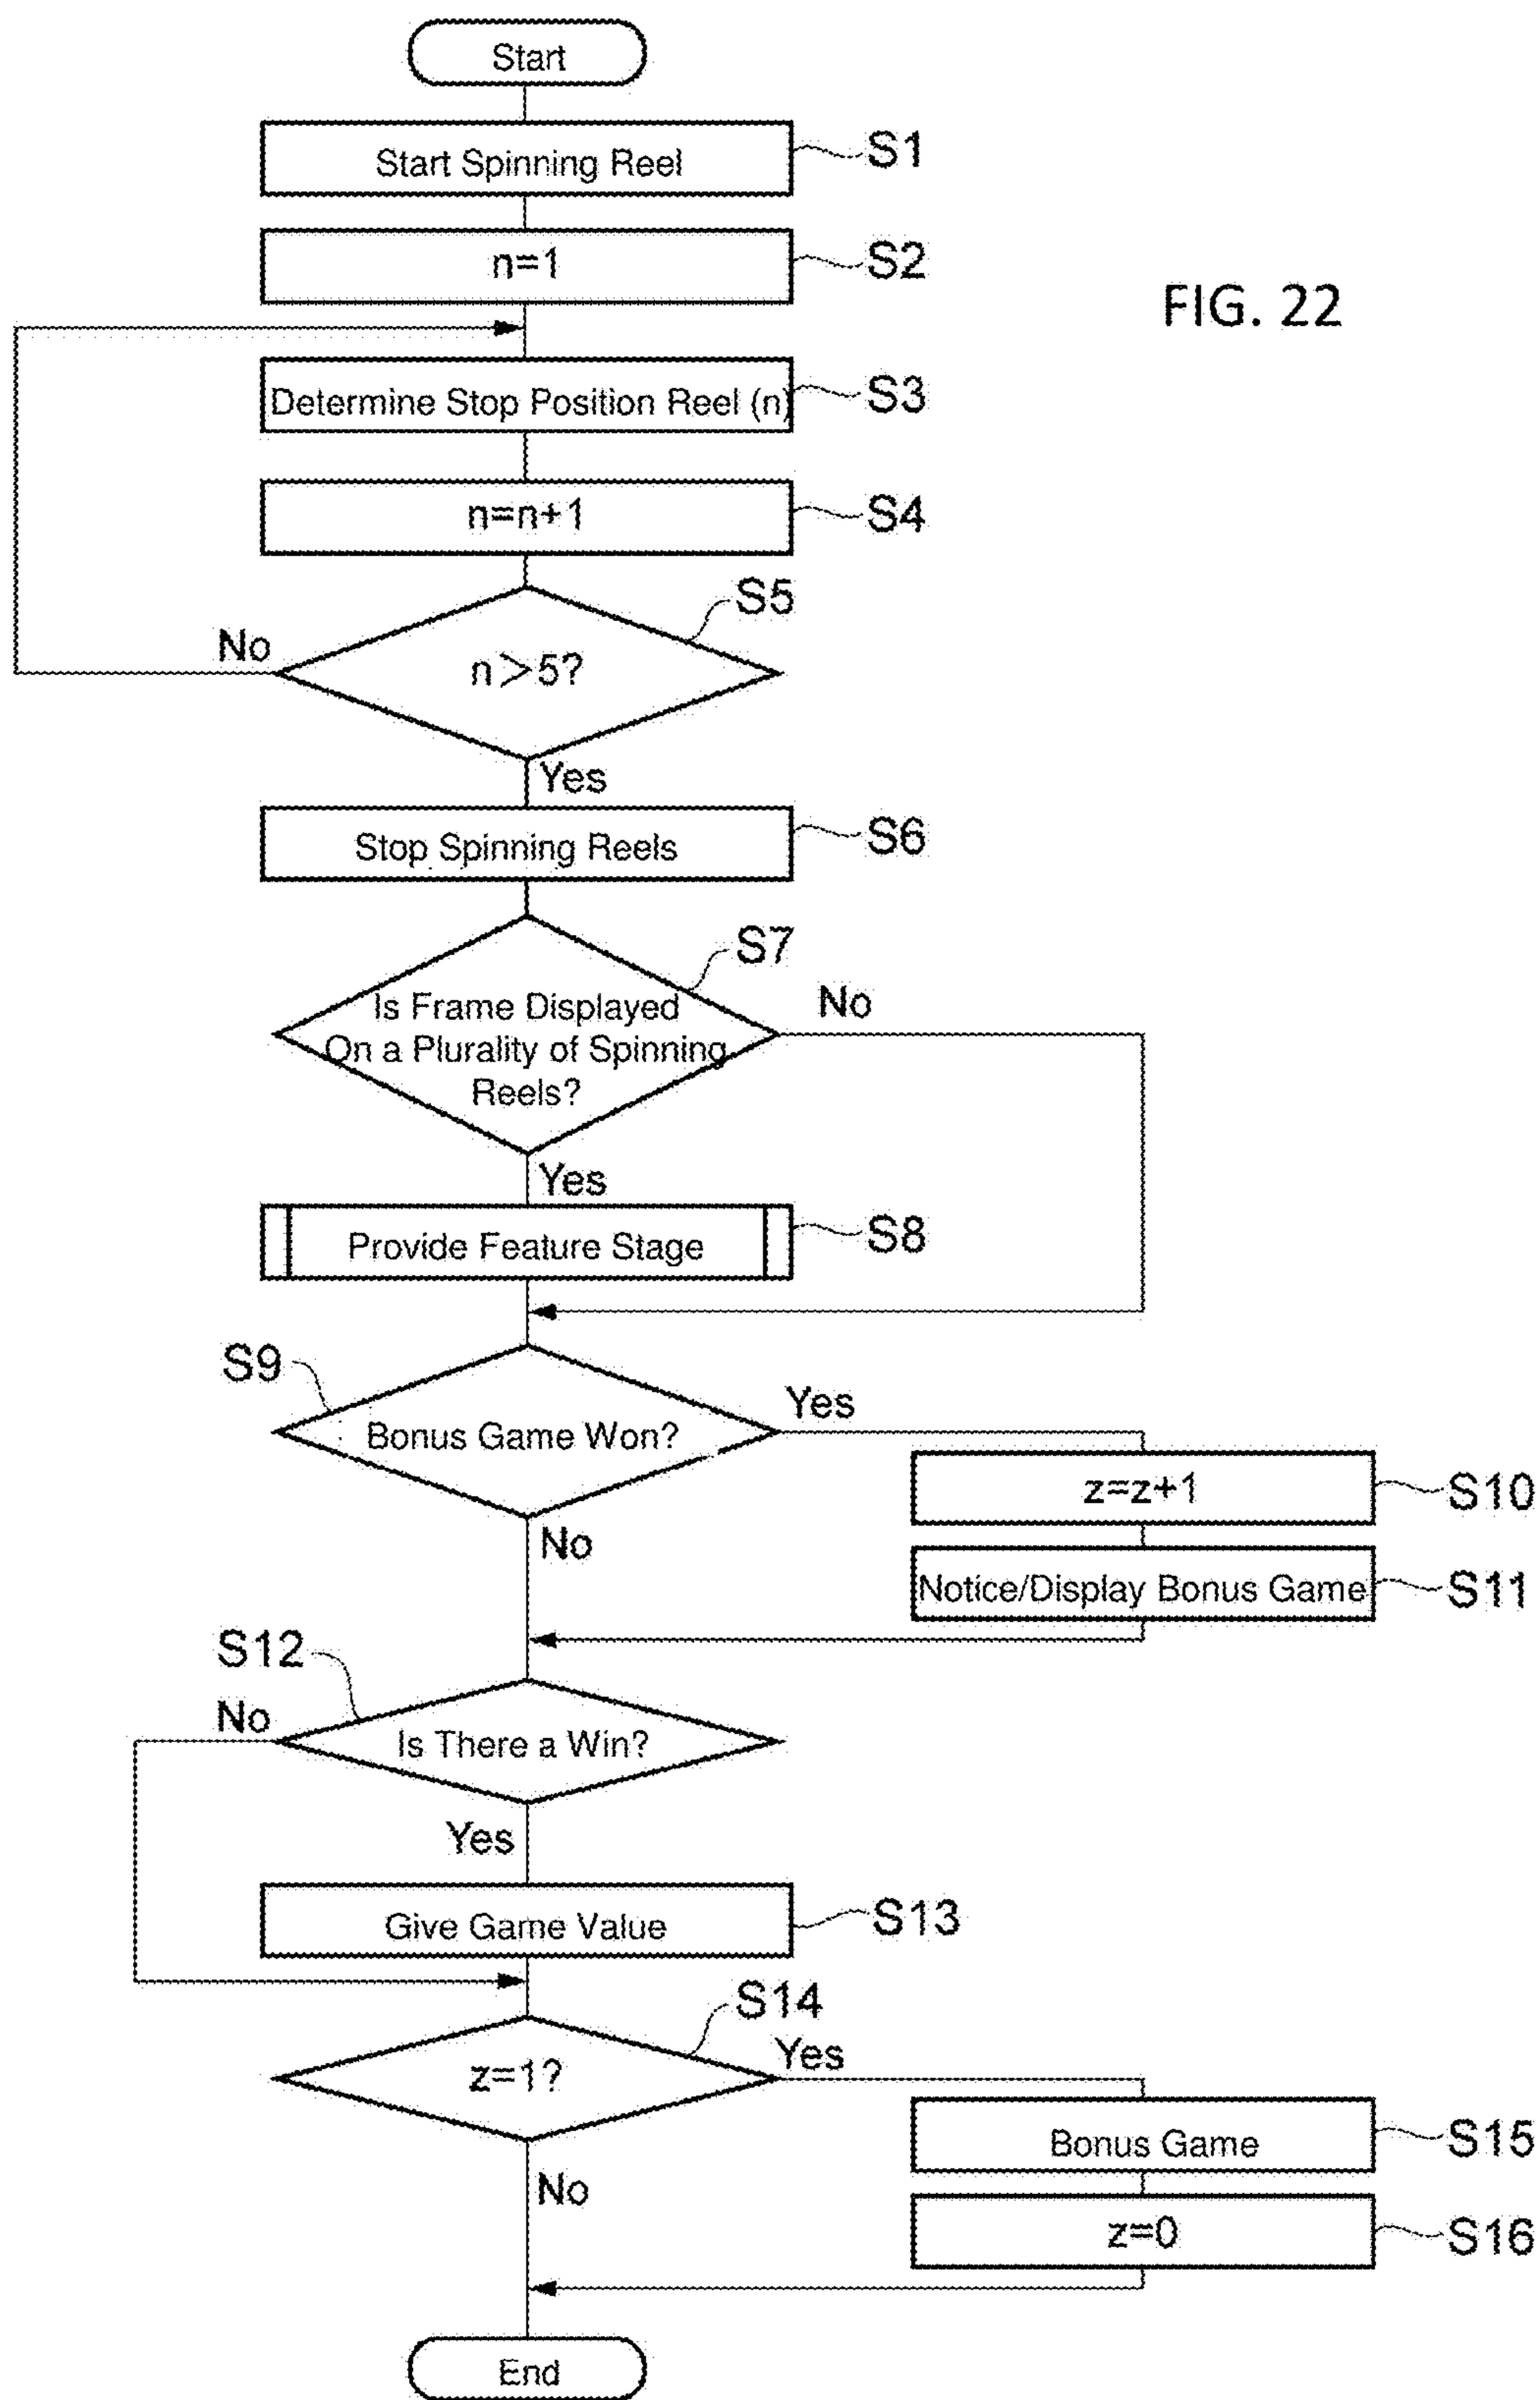 Start
Start Spinning Reel
S1
n=1
S2
FIG. 22
Determine Stop Position Reel (n)
S3
n=n+1
S4
S5
No
n>5?
Yes
Stop Spinning Reels
S6
S7
No
Is Frame Displayed
On a Plurality of Spinning
Reels?
Yes
Provide Feature Stage
S8
S9
Yes
Bonus Game Won?
z=z+1
S10
No
Notice/Display Bonus Game
S11
S12
No
Is There a Win?
Yes
Give Game Value
S13
S14
Yes
z=1?
Bonus Game
S15
No
z=0
S16
End